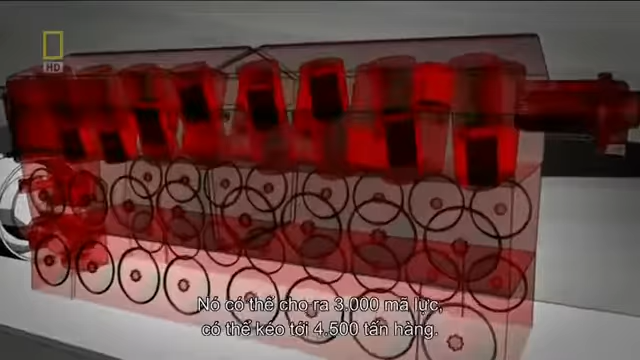 HD
Nó có thể cho ra 3.000 mã lực,
có thể kéo tới 4.500 tấn hàng.